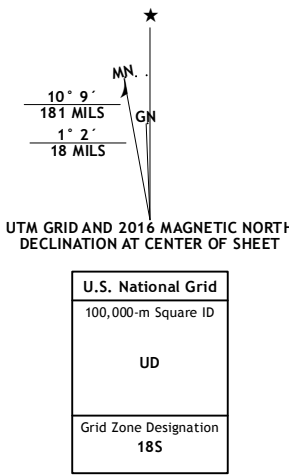 ★
MN
10° 9´
181 MILS
GN
1° 2´
18 MILS
UTM GRID AND 2016 MAGNETIC NORTH
DECLINATION AT CENTER OF SHEET
U.S. National Grid
100,000-m Square ID
UD
Grid Zone Designation
18S